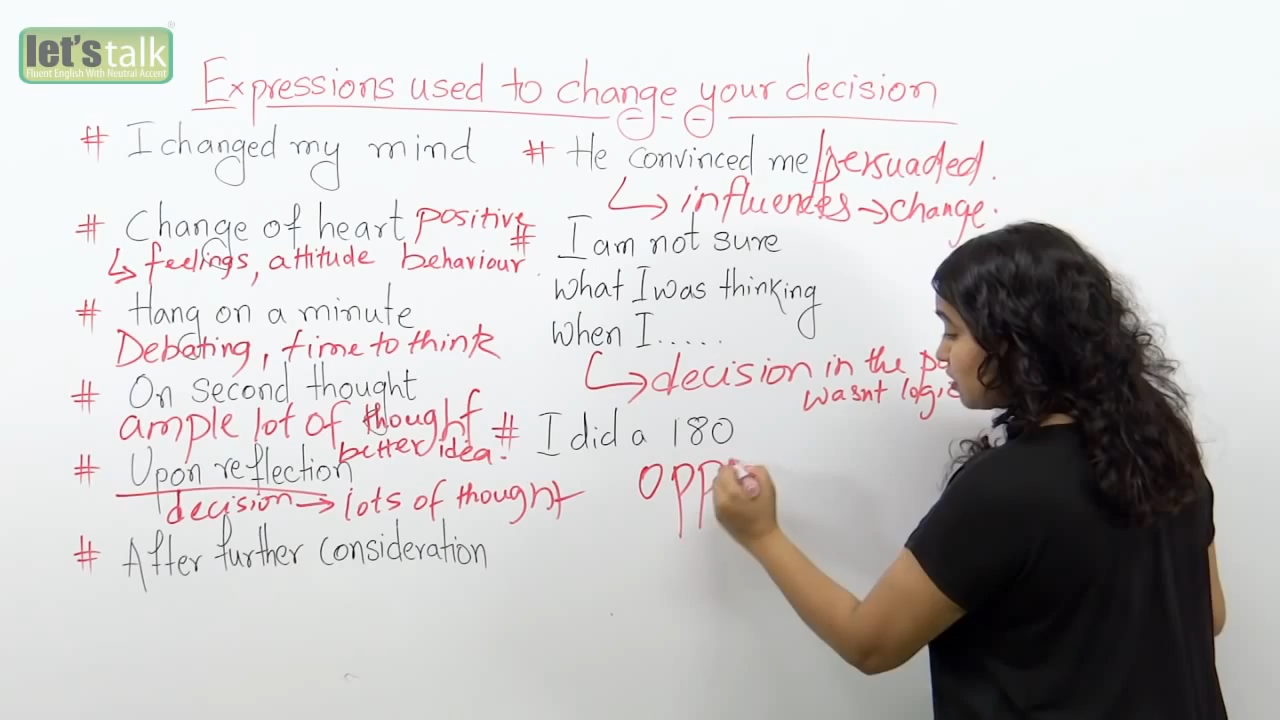 let's talk
Fluent English With Neutral Accent
Expressions used to change your decision
# I changed my mind
# Change of heart positive
↳ feelings, attitude behaviour
# Hang on a minute
Debating, time to think
# On second thought
ample lot of thought
better idea.
# Upon reflection
decision → lots of thought
# After further consideration
# He convinced me/persuaded.
↳ influences → change.
# I am not sure
what I was thinking
when I.....
↳ decision in the
wasnt
# I did a 180
opp